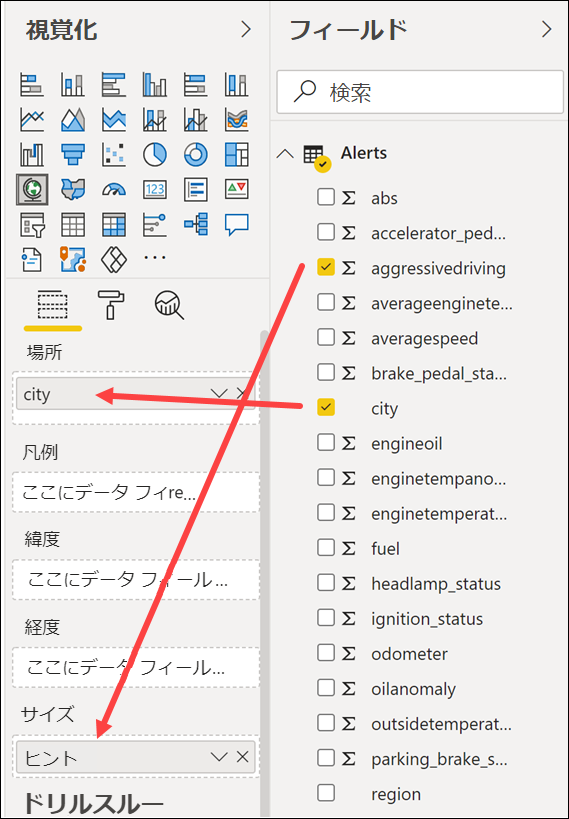 視覚化
123
場所
city
凡例
ここにデータ フィre...
緯度
ここにデータ フィール ...
経度
ここにデータ フィール...
サイズ
ヒント
ドリルスルー
フィールド
検索
Alerts
abs
accelerator_ped...
aggressivedriving
averageenginete...
averagespeed
brake_pedal_sta...
city
engineoil
enginetempano...
enginetemperat...
fuel
headlamp_status
ignition_status
odometer
oilanomaly
outsidetemperat...
parking_brake_s...
region